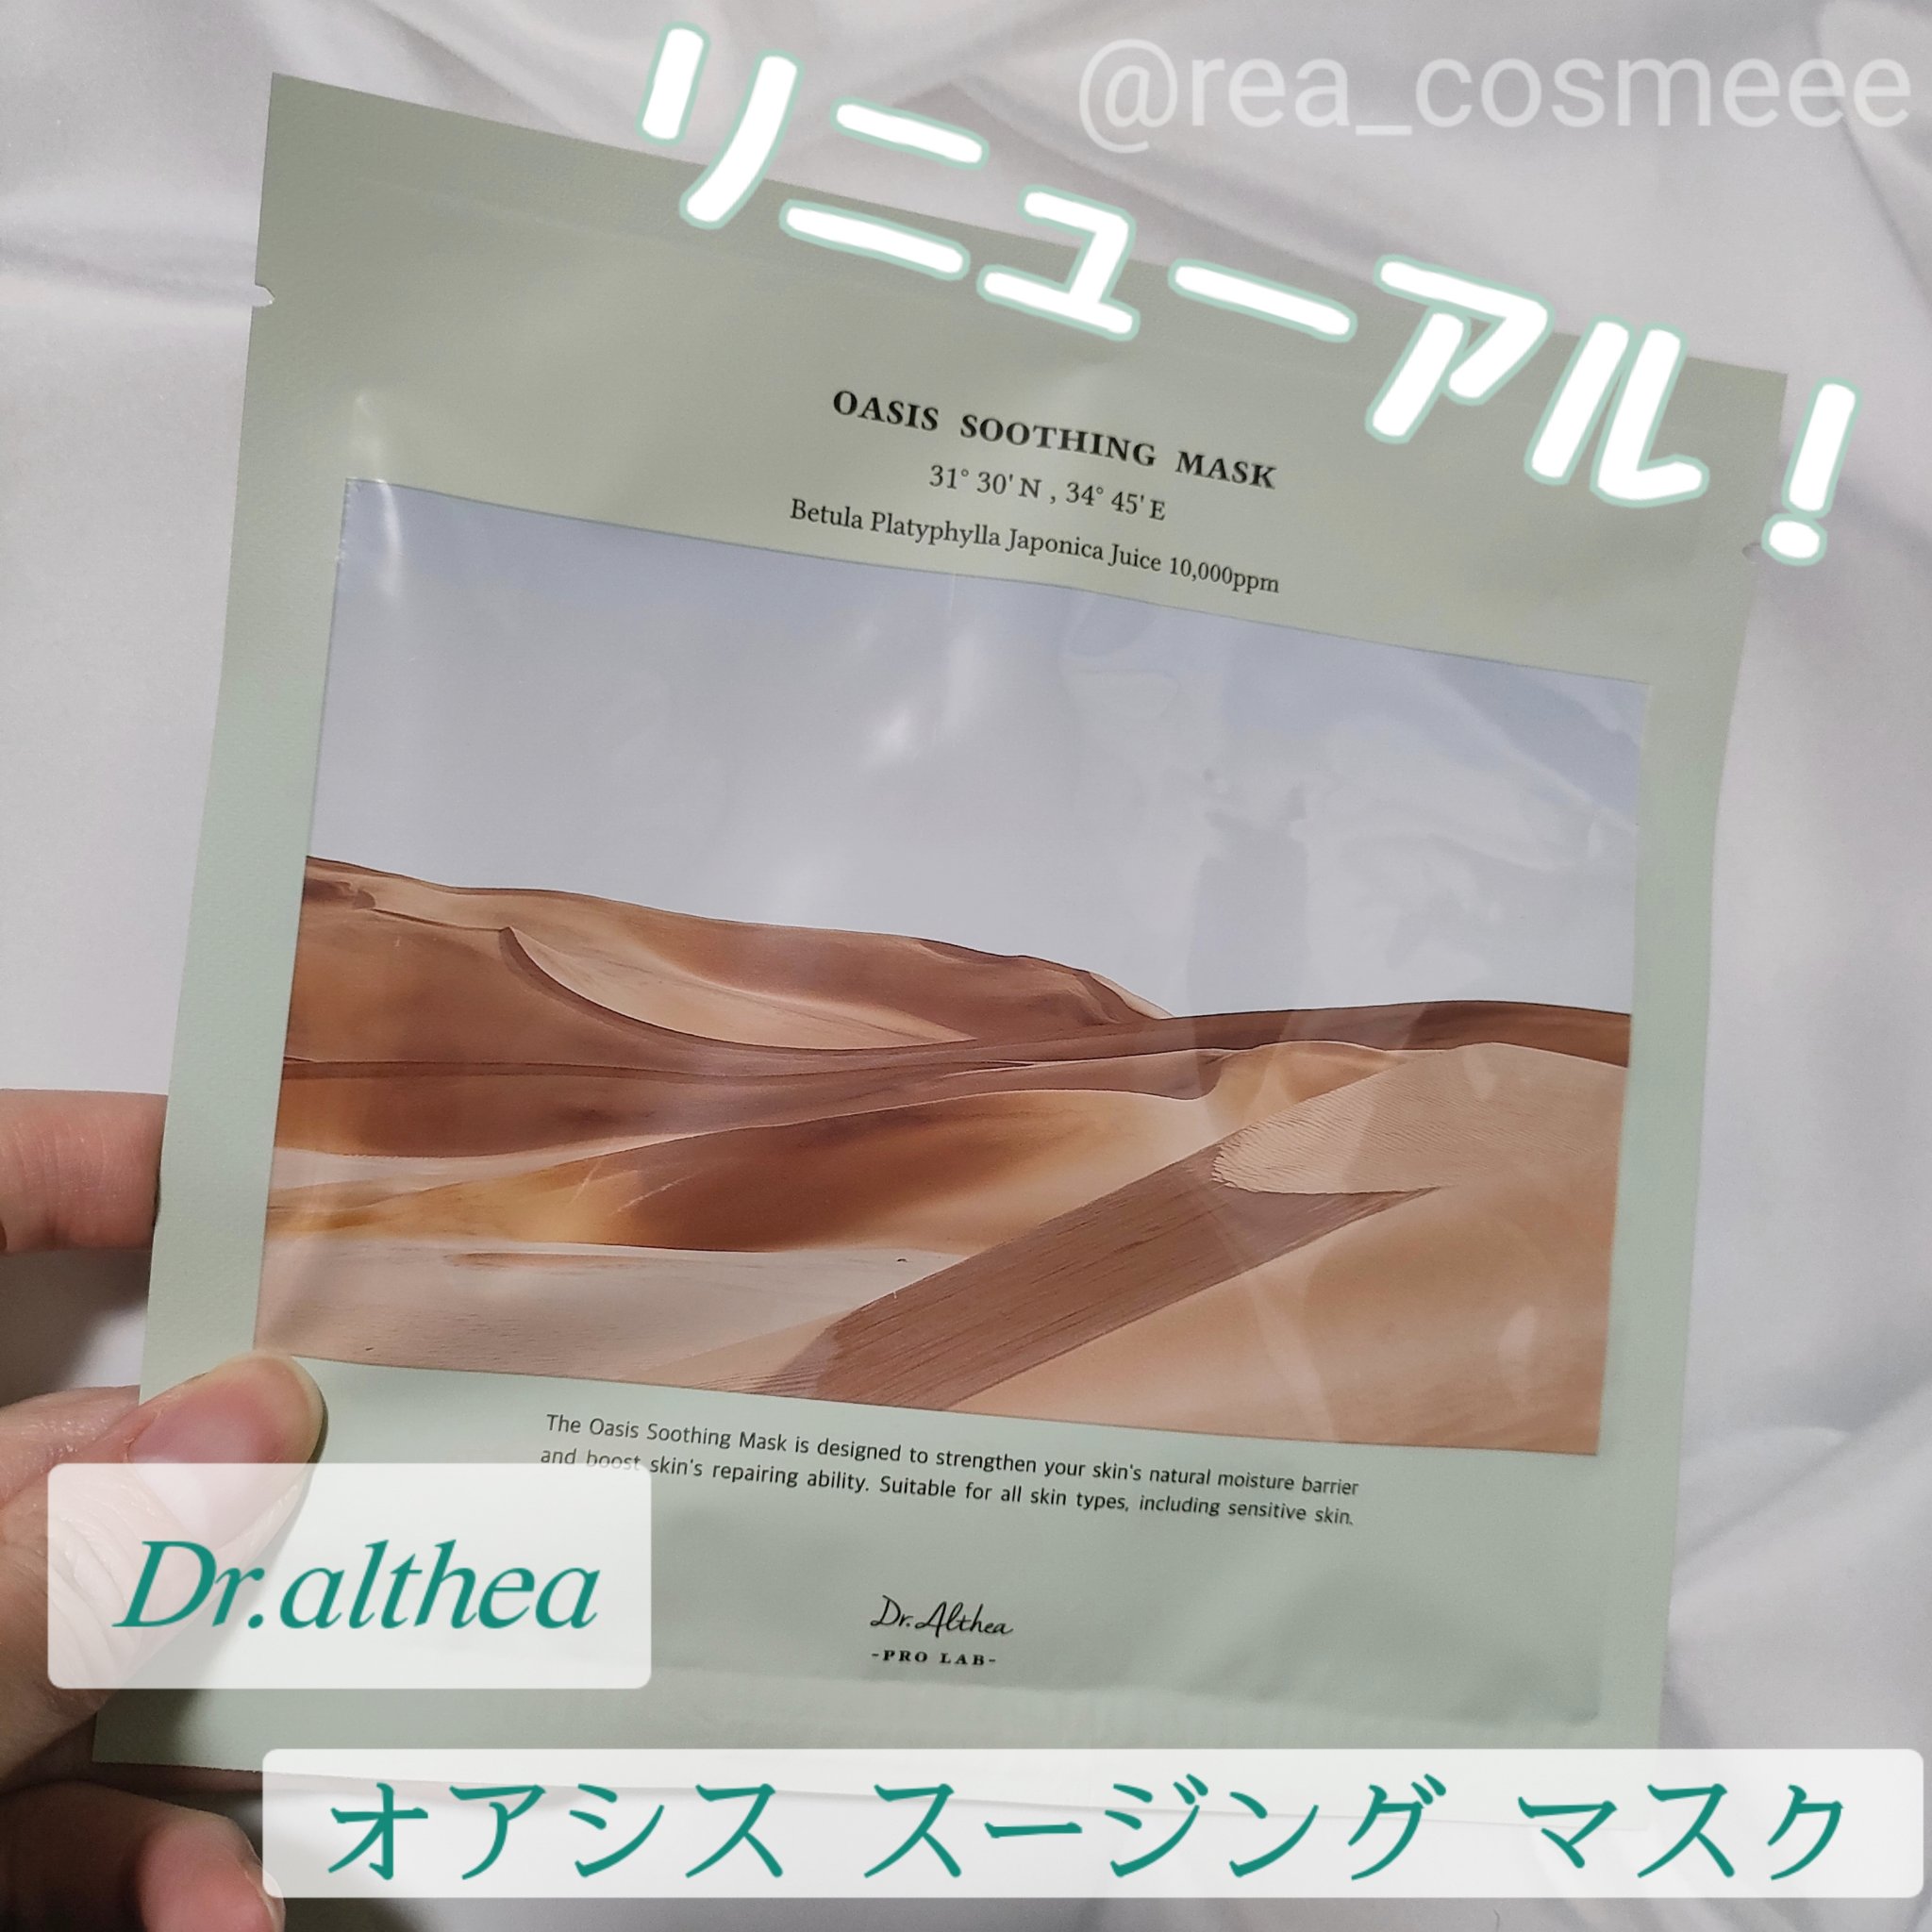 @rea_cosmeee
リニューアル!
OASIS SOOTHING MASK
31° 30' N , 34° 45' E
Betula Platyphylla Japonica Juice 10,000ppm
The Oasis Soothing Mask is designed to strengthen your skin's natural moisture barrier
and boost skin's repairing ability. Suitable for all skin types, including sensitive skin.
Dr.althea
Dr.Althea
-PRO LAB-
オアシス スージング マスク